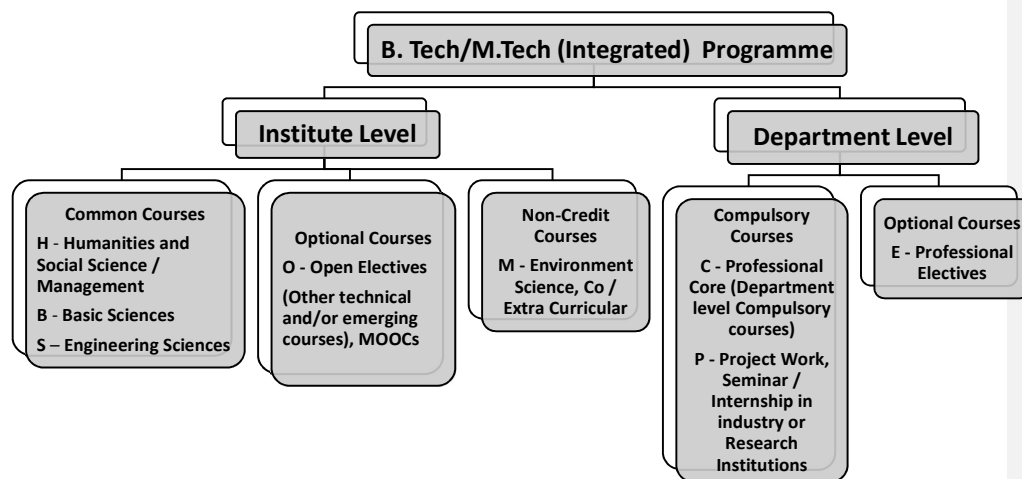 B. Tech/M.Tech (Integrated) Programme
Institute Level
Department Level
Common Courses
H - Humanities and
Social Science /
Management
B - Basic Sciences
S – Engineering Sciences
Optional Courses
O - Open Electives
(Other technical
and/or emerging
courses), MOOCs
Non-Credit
Courses
M - Environment
Science, Co /
Extra Curricular
Compulsory
Courses
C - Professional
Core (Department
level Compulsory
courses)
P - Project Work,
Seminar /
Internship in
industry or
Research
Institutions
Optional Courses
E - Professional
Electives